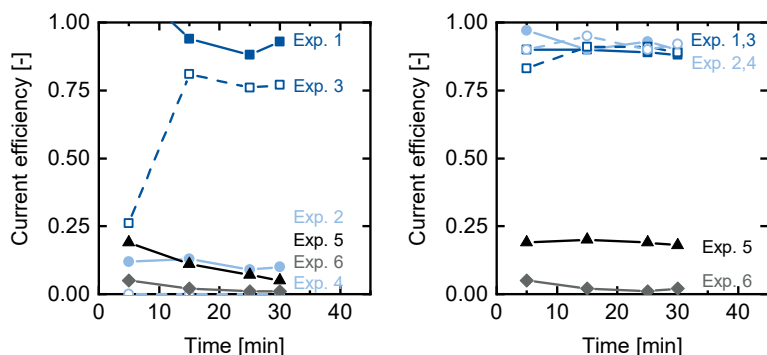 Current efficiency [-]
1.00
0.75
0.50
0.25
0.00
0
10
20
30
40
Time [min]
Exp. 1
Exp. 3
Exp. 2
Exp. 5
Exp. 6
Exp. 4
Current efficiency [-]
1.00
0.75
0.50
0.25
0.00
0
10
20
30
40
Time [min]
Exp. 1,3
Exp. 2,4
Exp. 5
Exp. 6